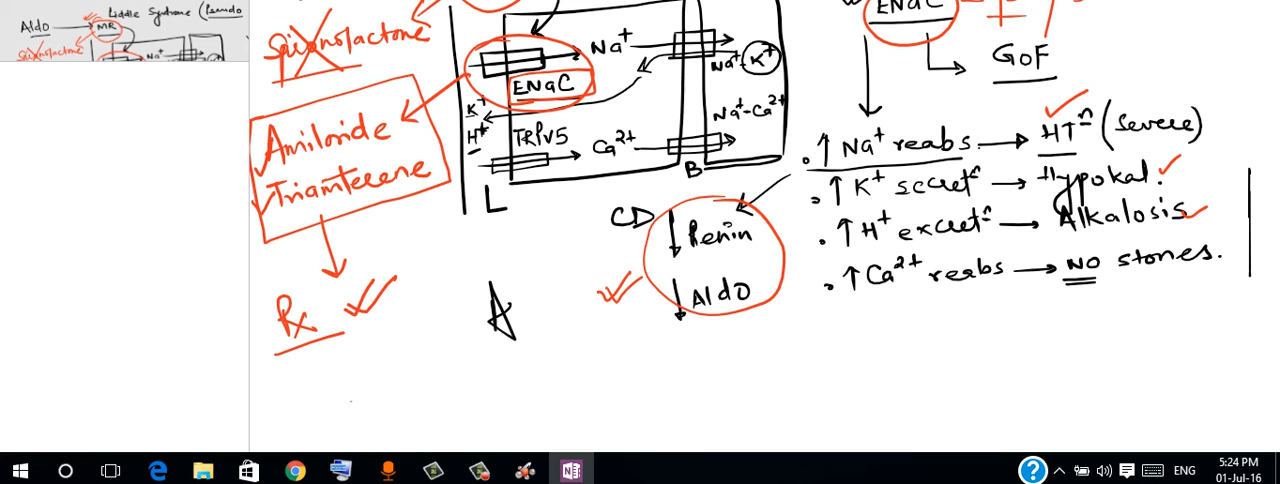 Liddle Syndrome (Pseudo
Aldo → MR
Spironolactone
Na+
Spironolactone
Na+
ENaC
K+
H+
TRPV5
Ca2+
Na+-K+
Na+-Ca2+
L
B
Amiloride
Triamterene
Rx
CD
↓ Renin
↓ Aldo
A
ENaC
GoF
. ↑ Na+ reabs → HTn (severe)
. ↑ K+ secretn → Hypokal.
. ↑ H+ excretn → Alkalosis
. ↑ Ca2+ reabs → NO stones.
ENG
5:24 PM
01-Jul-16